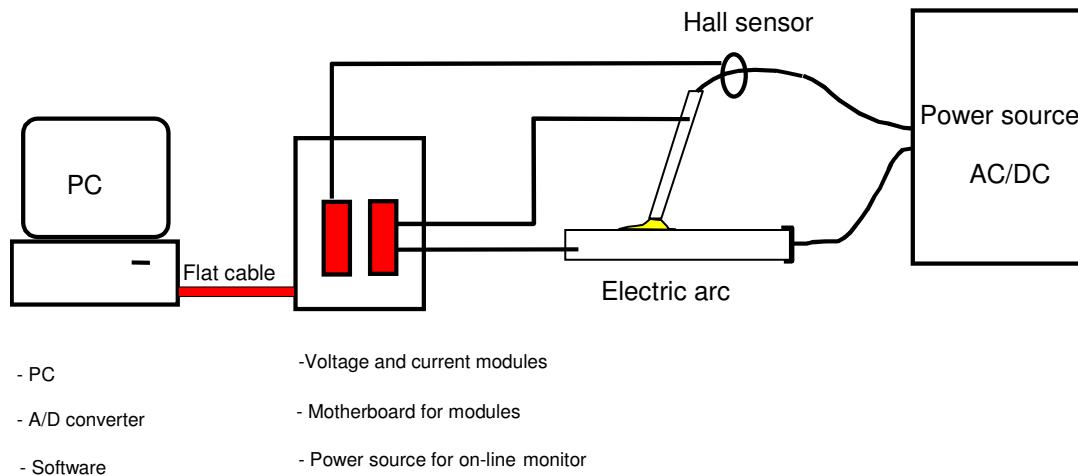 Hall sensor
Power source
AC/DC
PC
Flat cable
Electric arc
- PC
- A/D converter
- Software
-Voltage and current modules
- Motherboard for modules
- Power source for on-line monitor